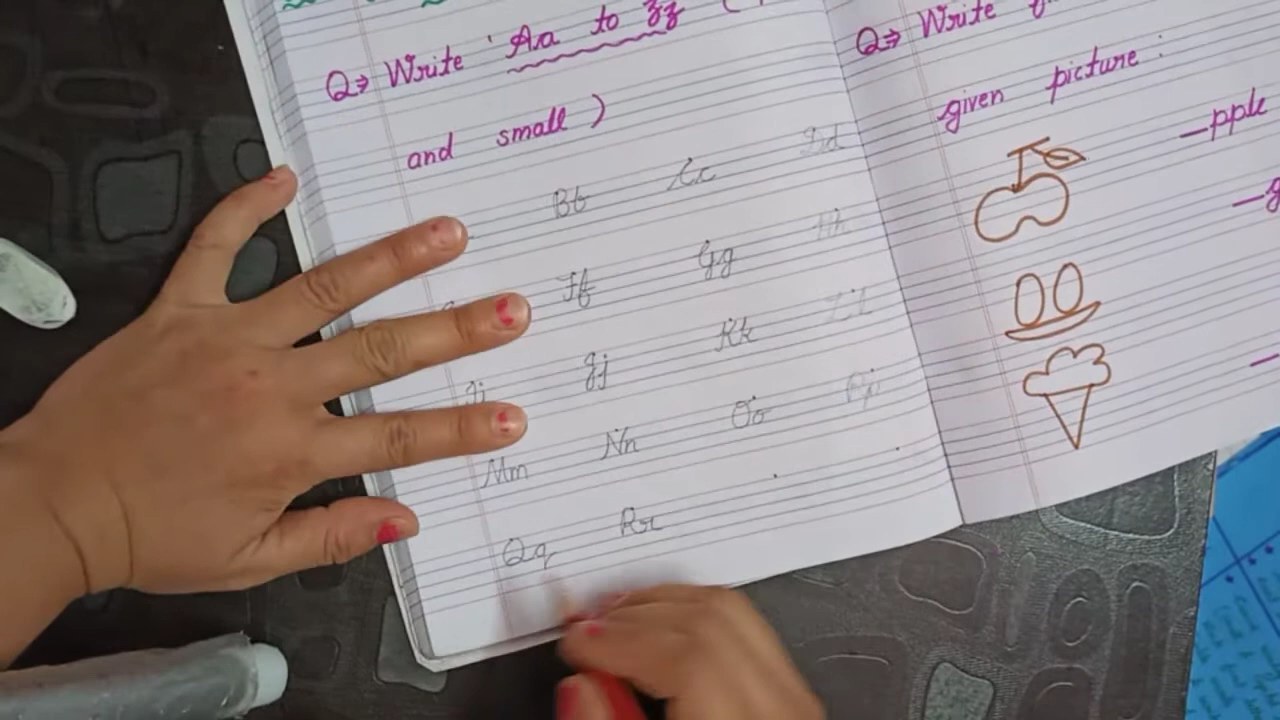 Q⇒ Write 'Aa to Zz (
and small )
Bb Cc Dd
Ff Gg Hh
Ii Jj Kk Ll
Mm Nn Oo Pp
Qq Rr
Q⇒ Write
given picture :
_pple